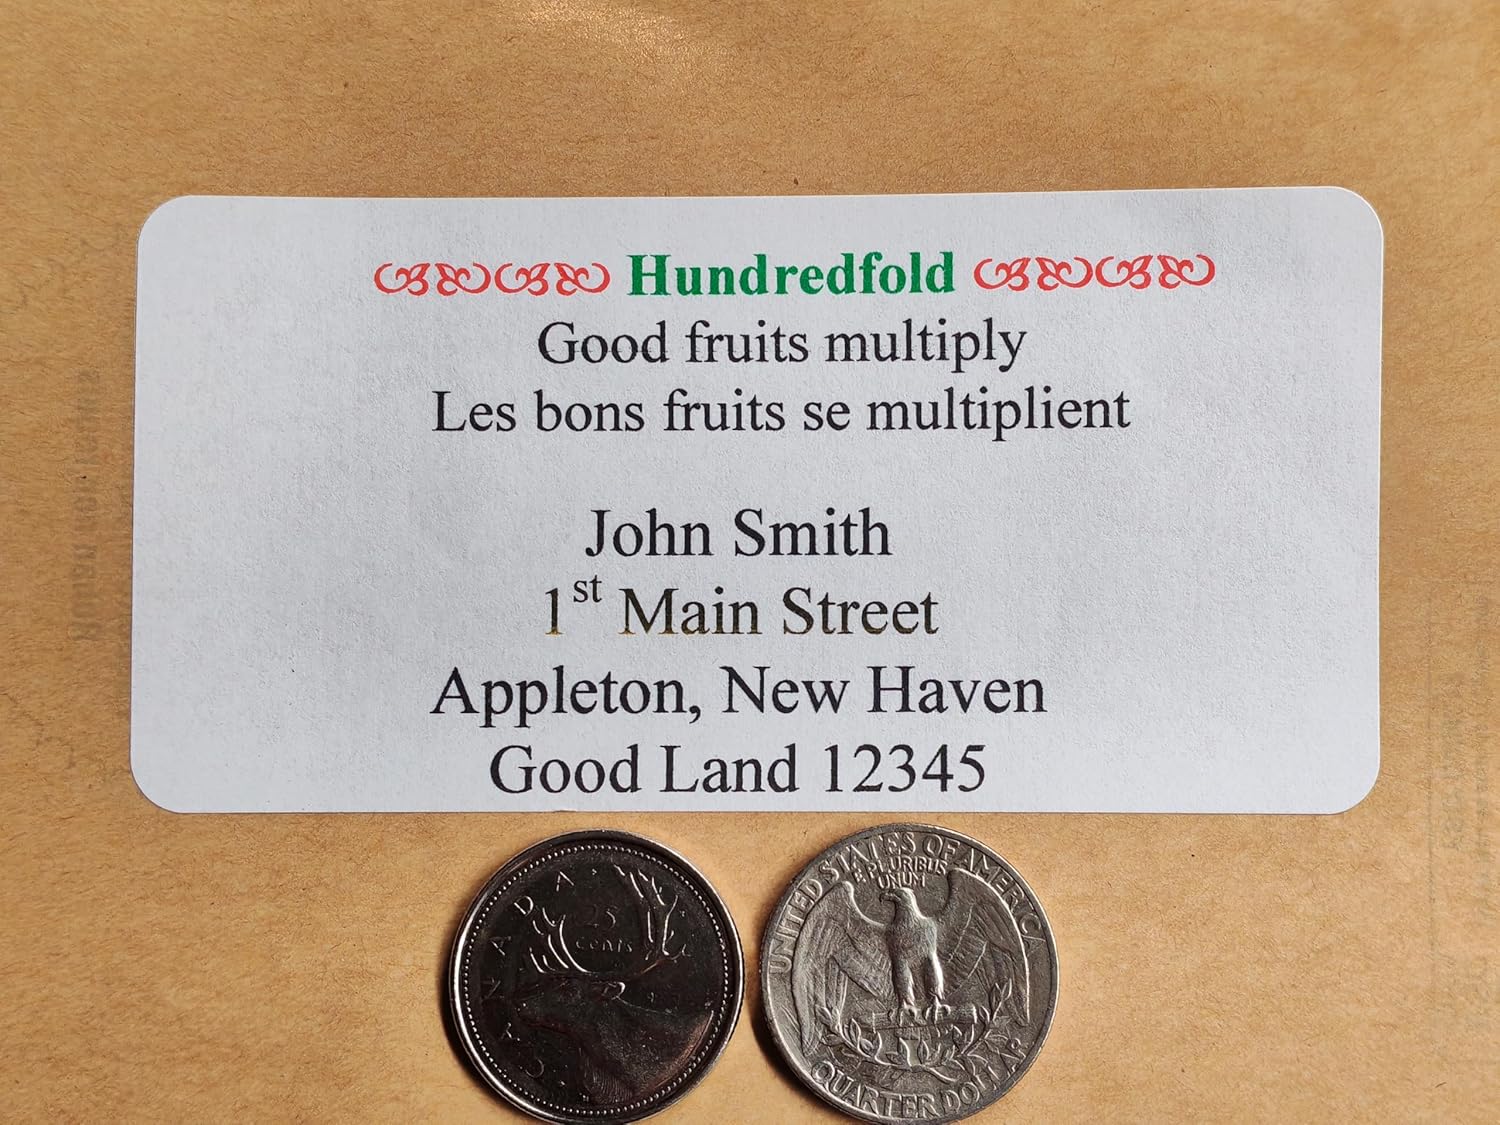 Hundredfold
Good fruits multiply
Les bons fruits se multiplient
John Smith
1st Main Street
Appleton, New Haven
Good Land 12345
CANADA
25
cents
UNITED STATES OF AMERICA
E PLURIBUS
UNUM
QUARTER DOLLAR